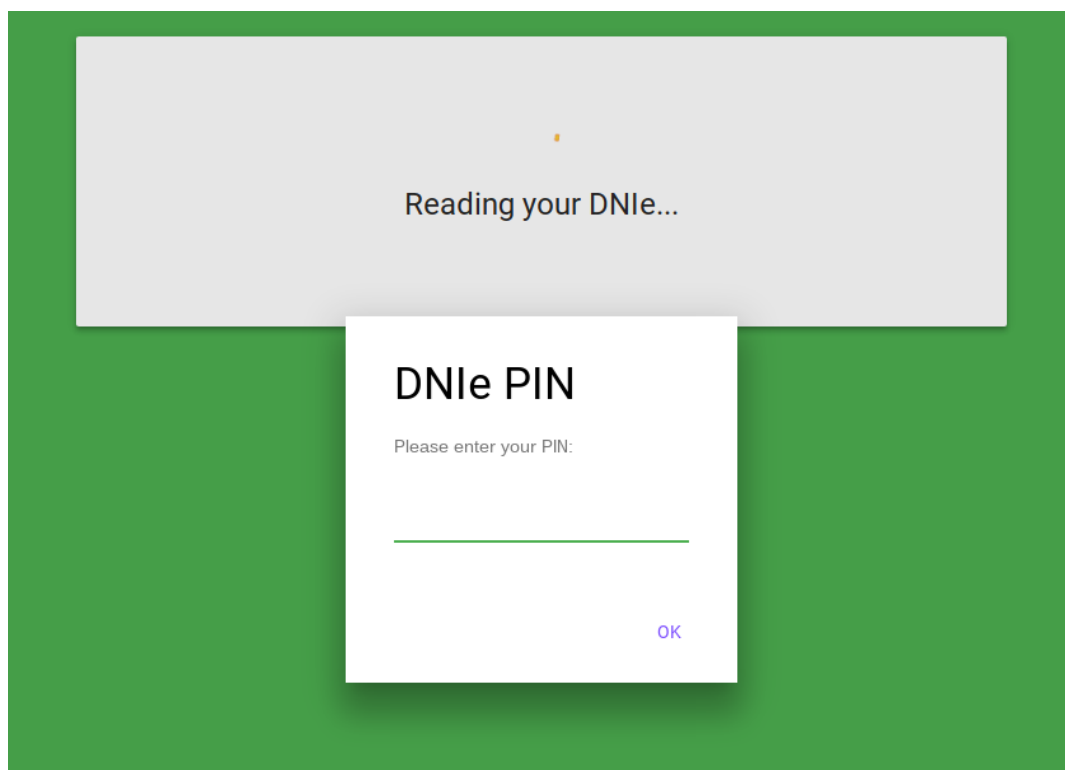 Reading your DNIe...
DNIe PIN
Please enter your PIN:
OK